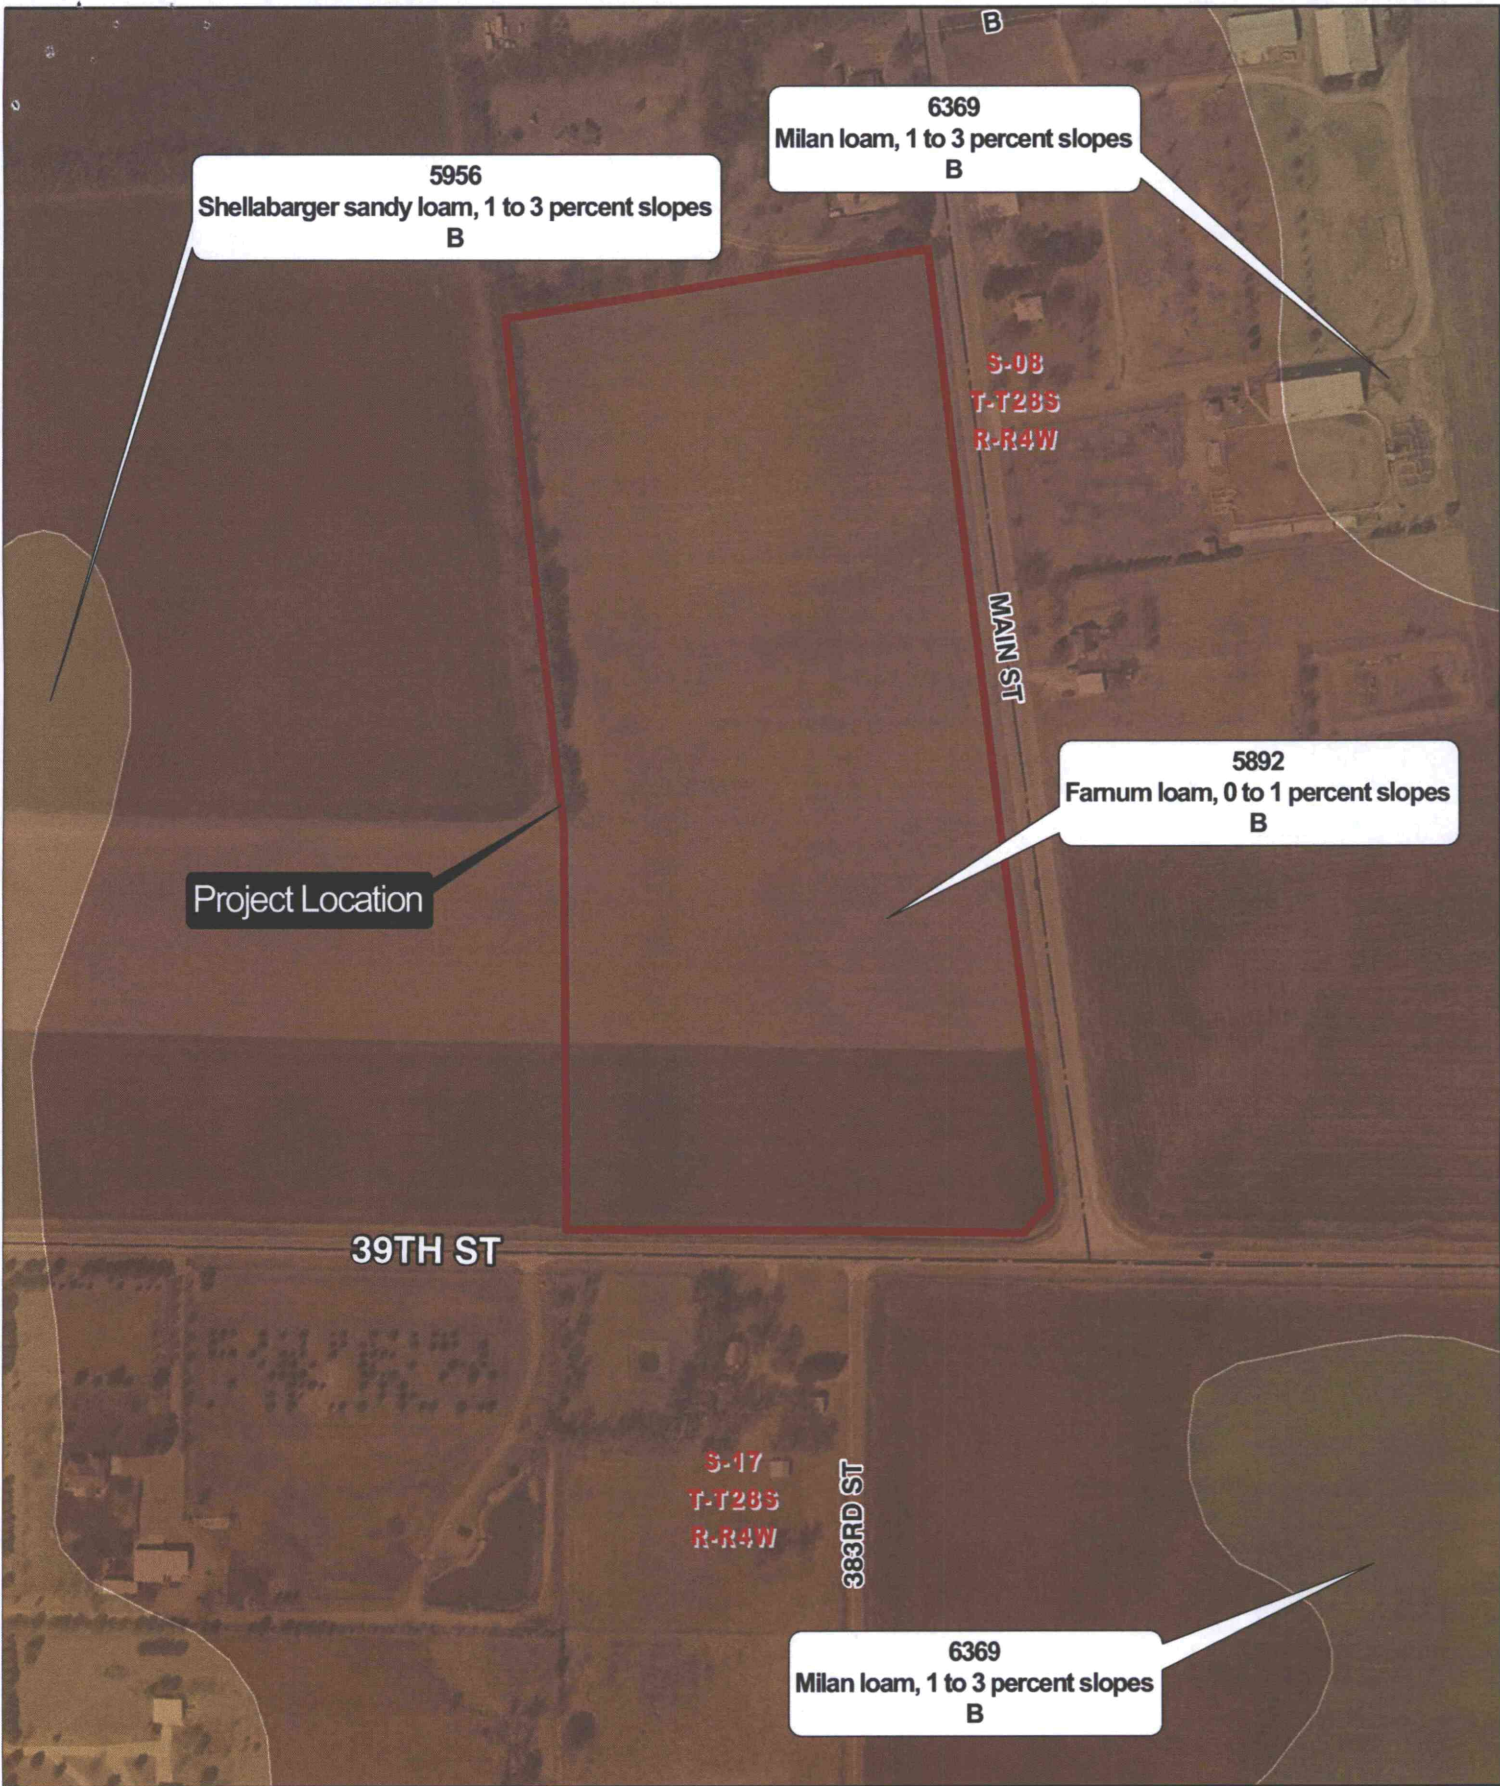 B
6369
Milan loam, 1 to 3 percent slopes
B
5956
Shellabarger sandy loam, 1 to 3 percent slopes
B
S-08
T-T28S
R-R4W
MAIN ST
5892
Farnum loam, 0 to 1 percent slopes
B
Project Location
39TH ST
S-17
T-T28S
R-R4W
383RD ST
6369
Milan loam, 1 to 3 percent slopes
B